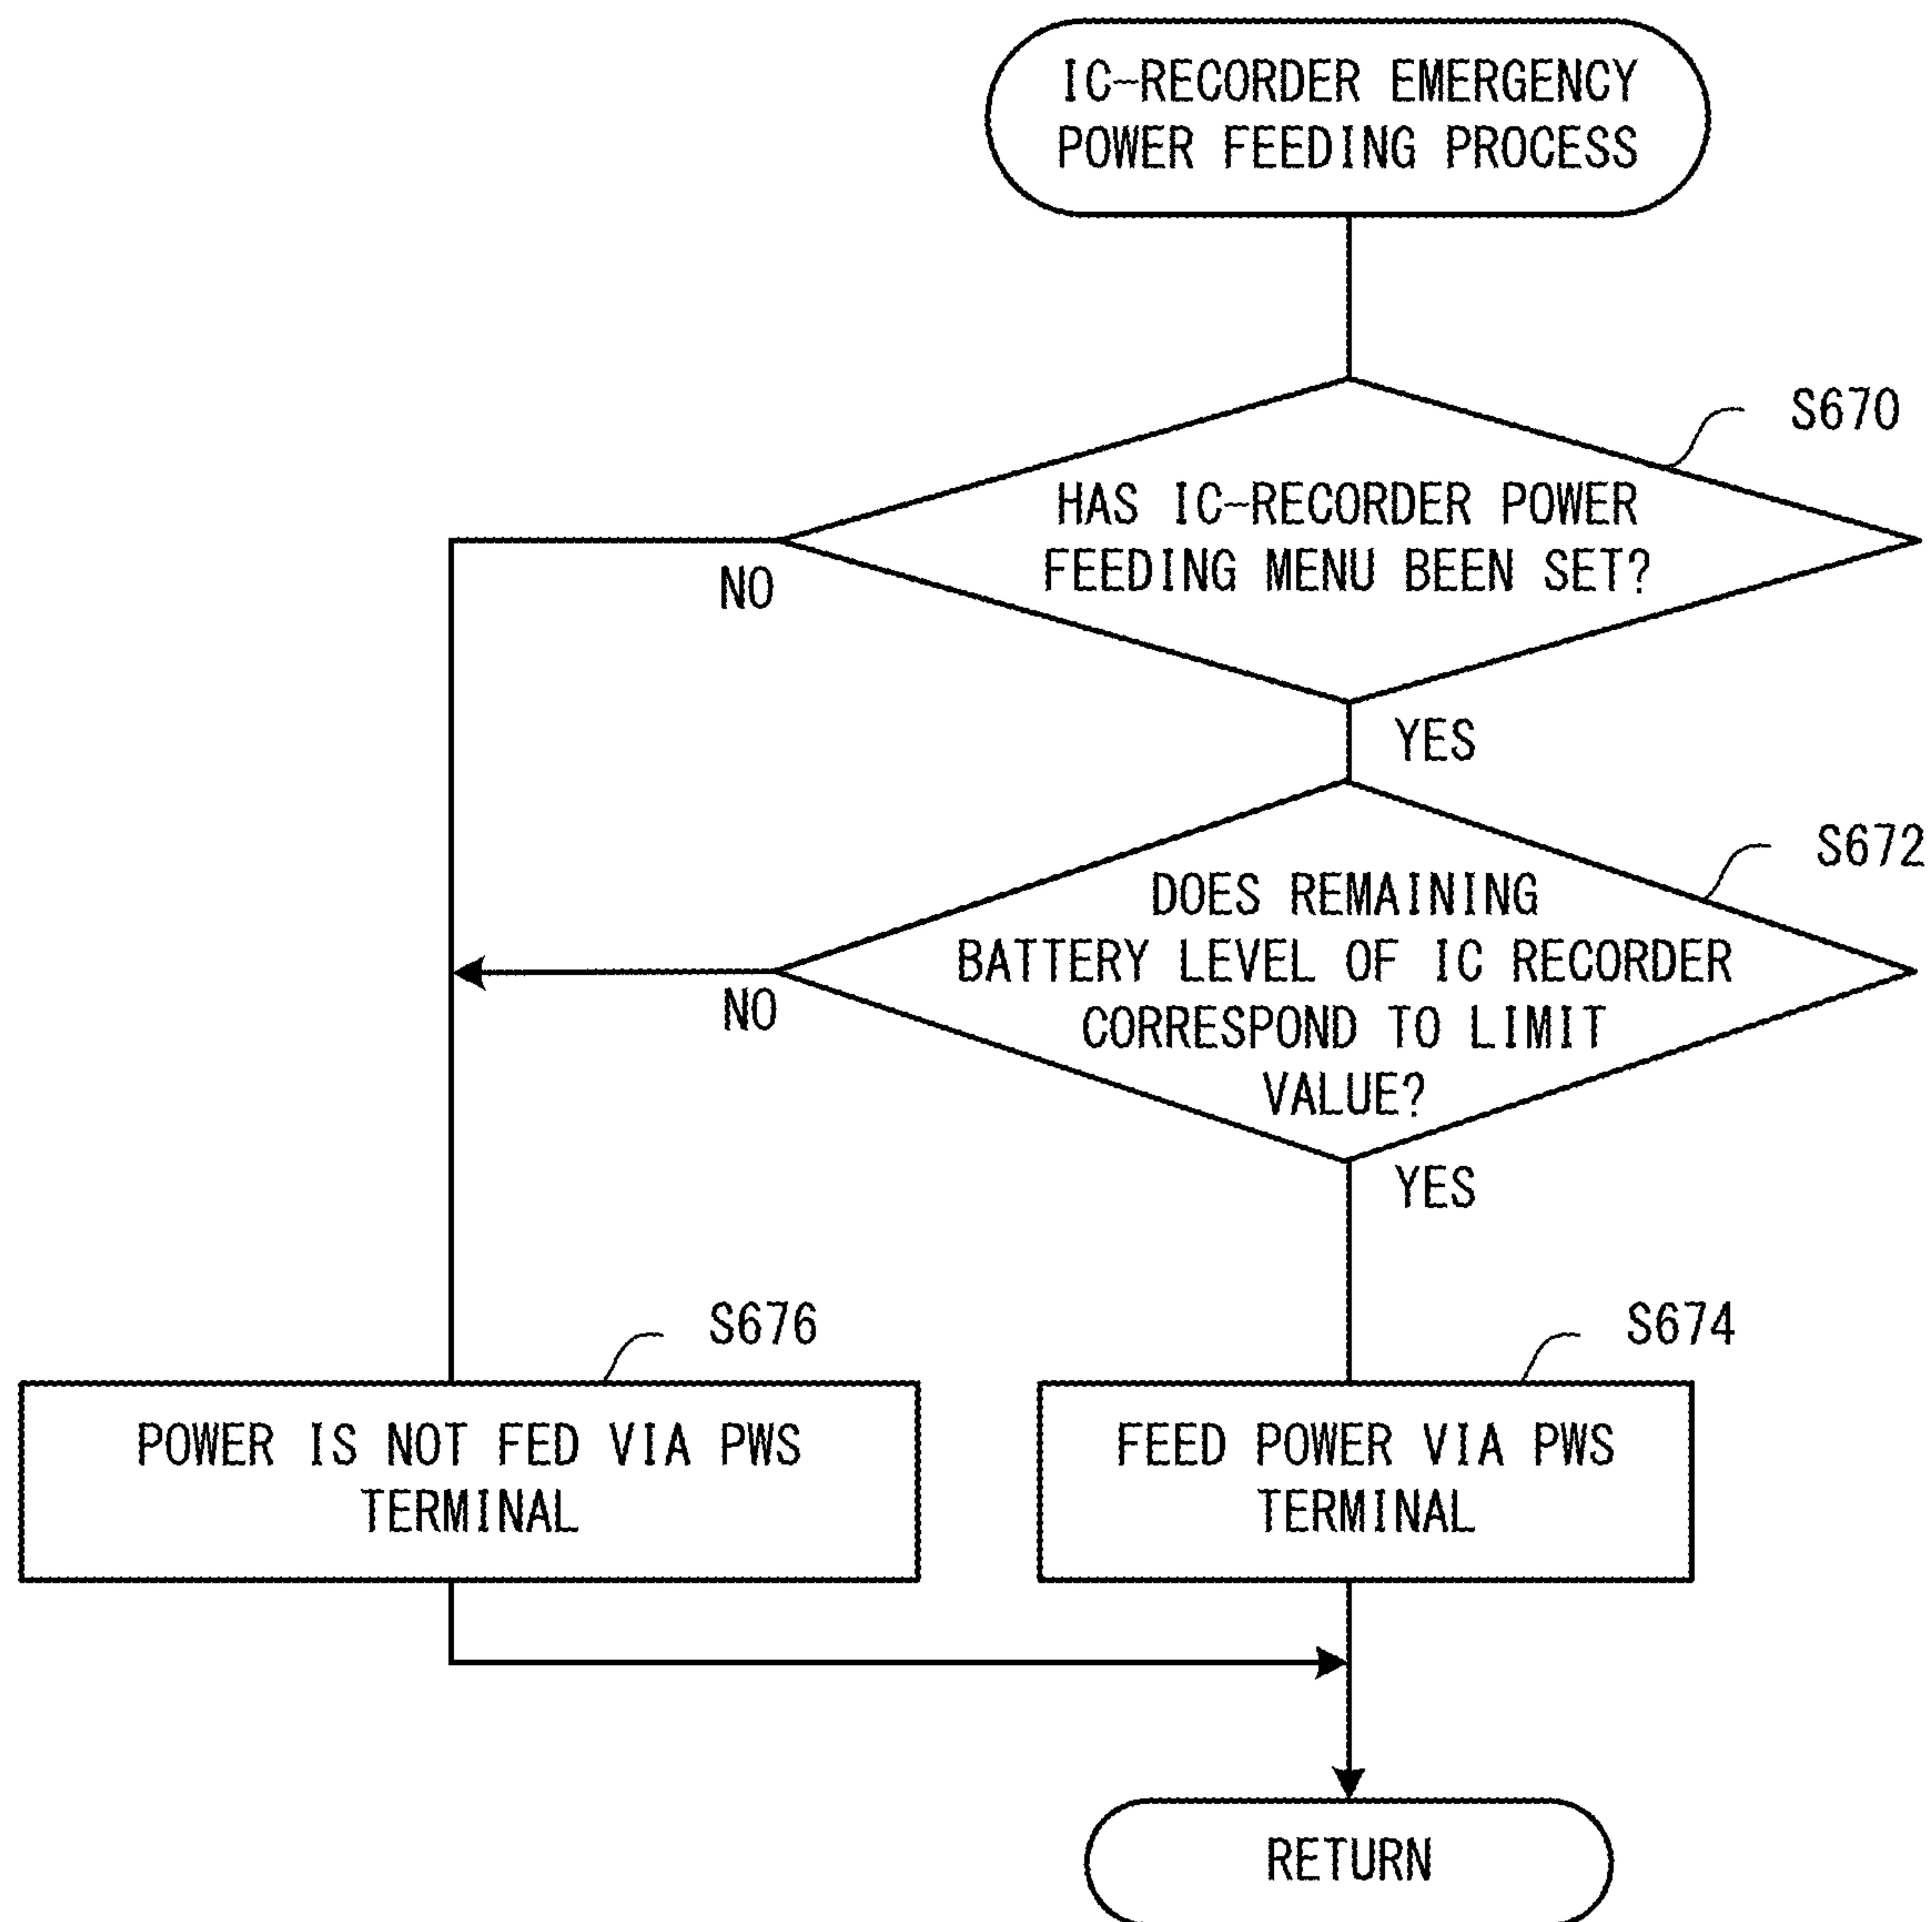 IC-RECORDER EMERGENCY
POWER FEEDING PROCESS
S670
HAS IC-RECORDER POWER
FEEDING MENU BEEN SET?
NO
YES
S672
DOES REMAINING
BATTERY LEVEL OF IC RECORDER
CORRESPOND TO LIMIT
VALUE?
NO
YES
S676
S674
POWER IS NOT FED VIA PWS
TERMINAL
FEED POWER VIA PWS
TERMINAL
RETURN